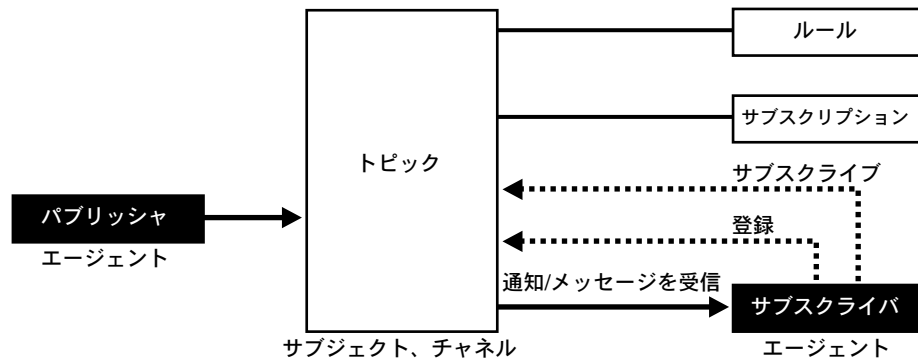 ルール
サブスクリプション
トピック
サブスクライブ
パブリッシャ
登録
エージェント
通知/メッセージを受信
サブスクライバ
サブジェクト、チャネル
エージェント